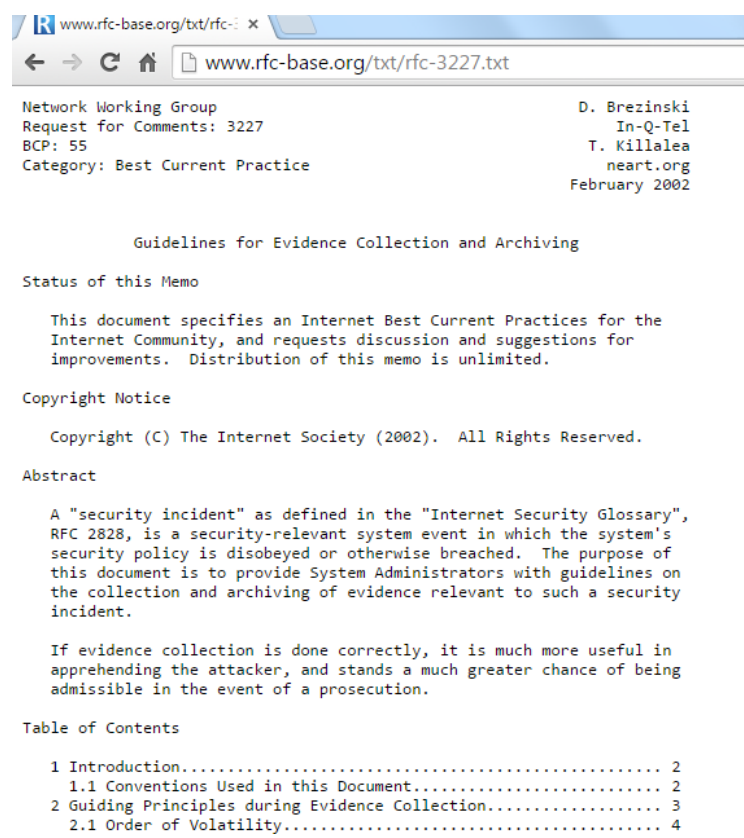 www.rfc-base.org/txt/rfc-3
www.rfc-base.org/txt/rfc-3227.txt
Network Working Group D. Brezinski
Request for Comments: 3227 In-Q-Tel
BCP: 55 T. Killalea
Category: Best Current Practice neart.org
February 2002
Guidelines for Evidence Collection and Archiving
Status of this Memo
This document specifies an Internet Best Current Practices for the
Internet Community, and requests discussion and suggestions for
improvements. Distribution of this memo is unlimited.
Copyright Notice
Copyright (C) The Internet Society (2002). All Rights Reserved.
Abstract
A "security incident" as defined in the "Internet Security Glossary",
RFC 2828, is a security-relevant system event in which the system's
security policy is disobeyed or otherwise breached. The purpose of
this document is to provide System Administrators with guidelines on
the collection and archiving of evidence relevant to such a security
incident.
If evidence collection is done correctly, it is much more useful in
apprehending the attacker, and stands a much greater chance of being
admissible in the event of a prosecution.
Table of Contents
1 Introduction.................................................... 2
1.1 Conventions Used in this Document........................... 2
2 Guiding Principles during Evidence Collection................... 3
2.1 Order of Volatility......................................... 4